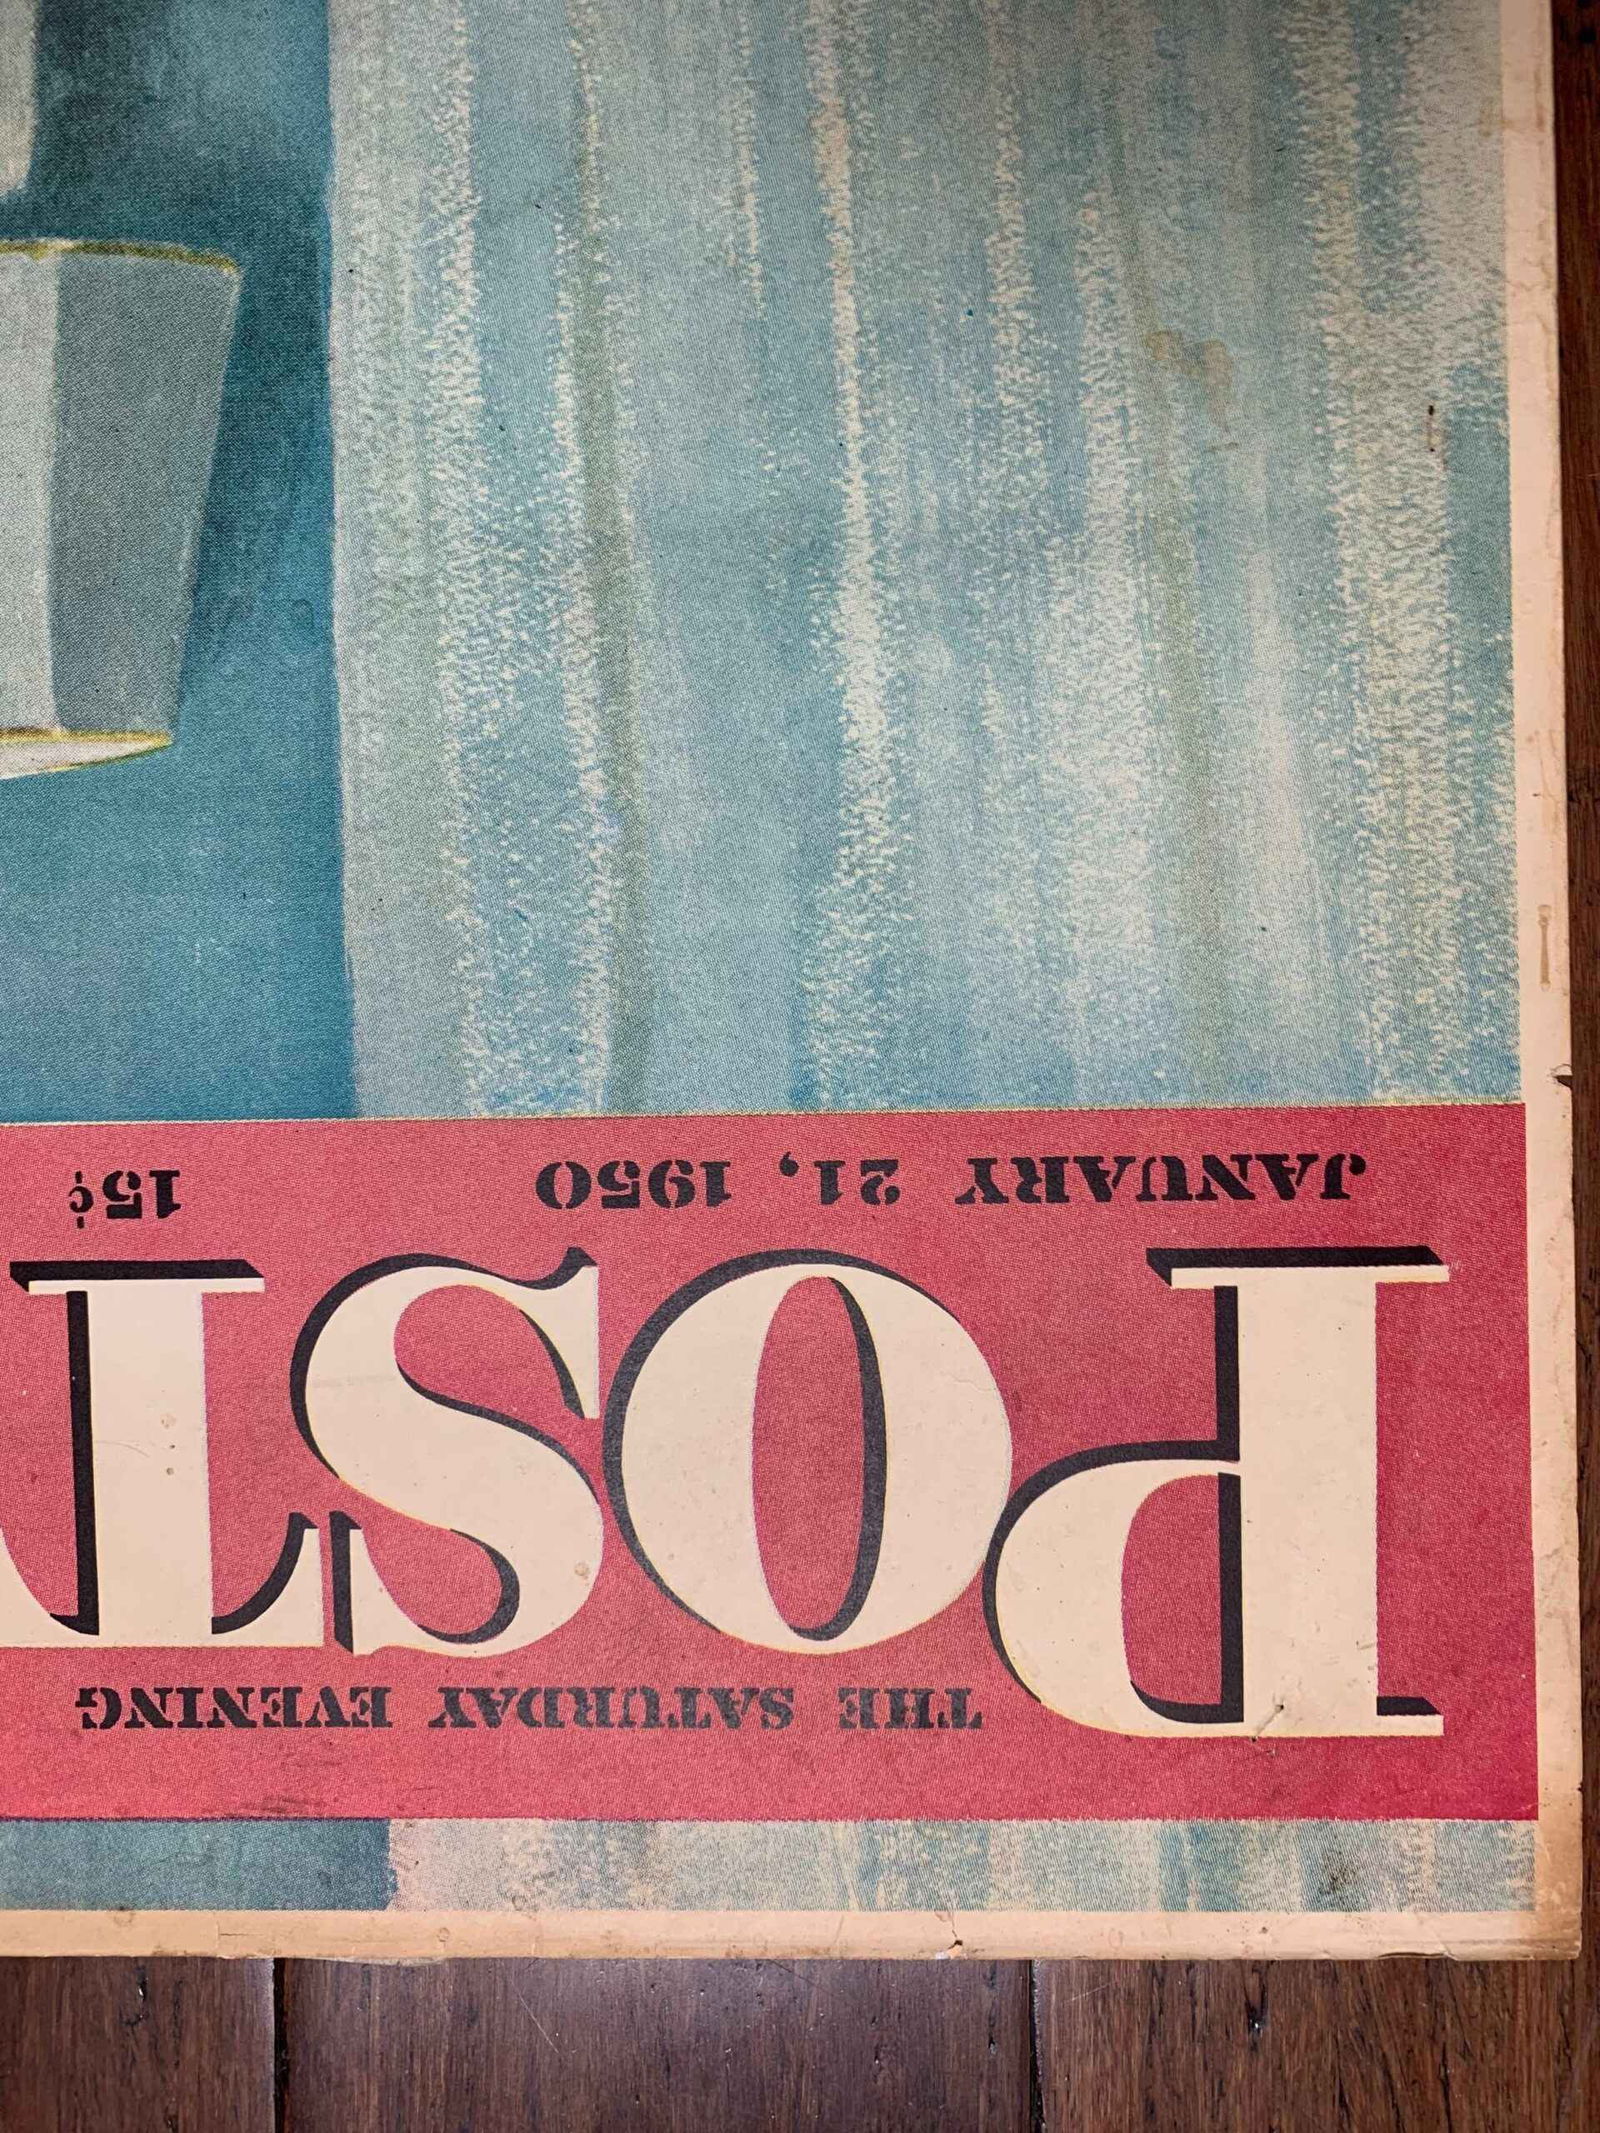 THE SATURDAY EVENING
POST
JANUARY 21, 1950 15¢